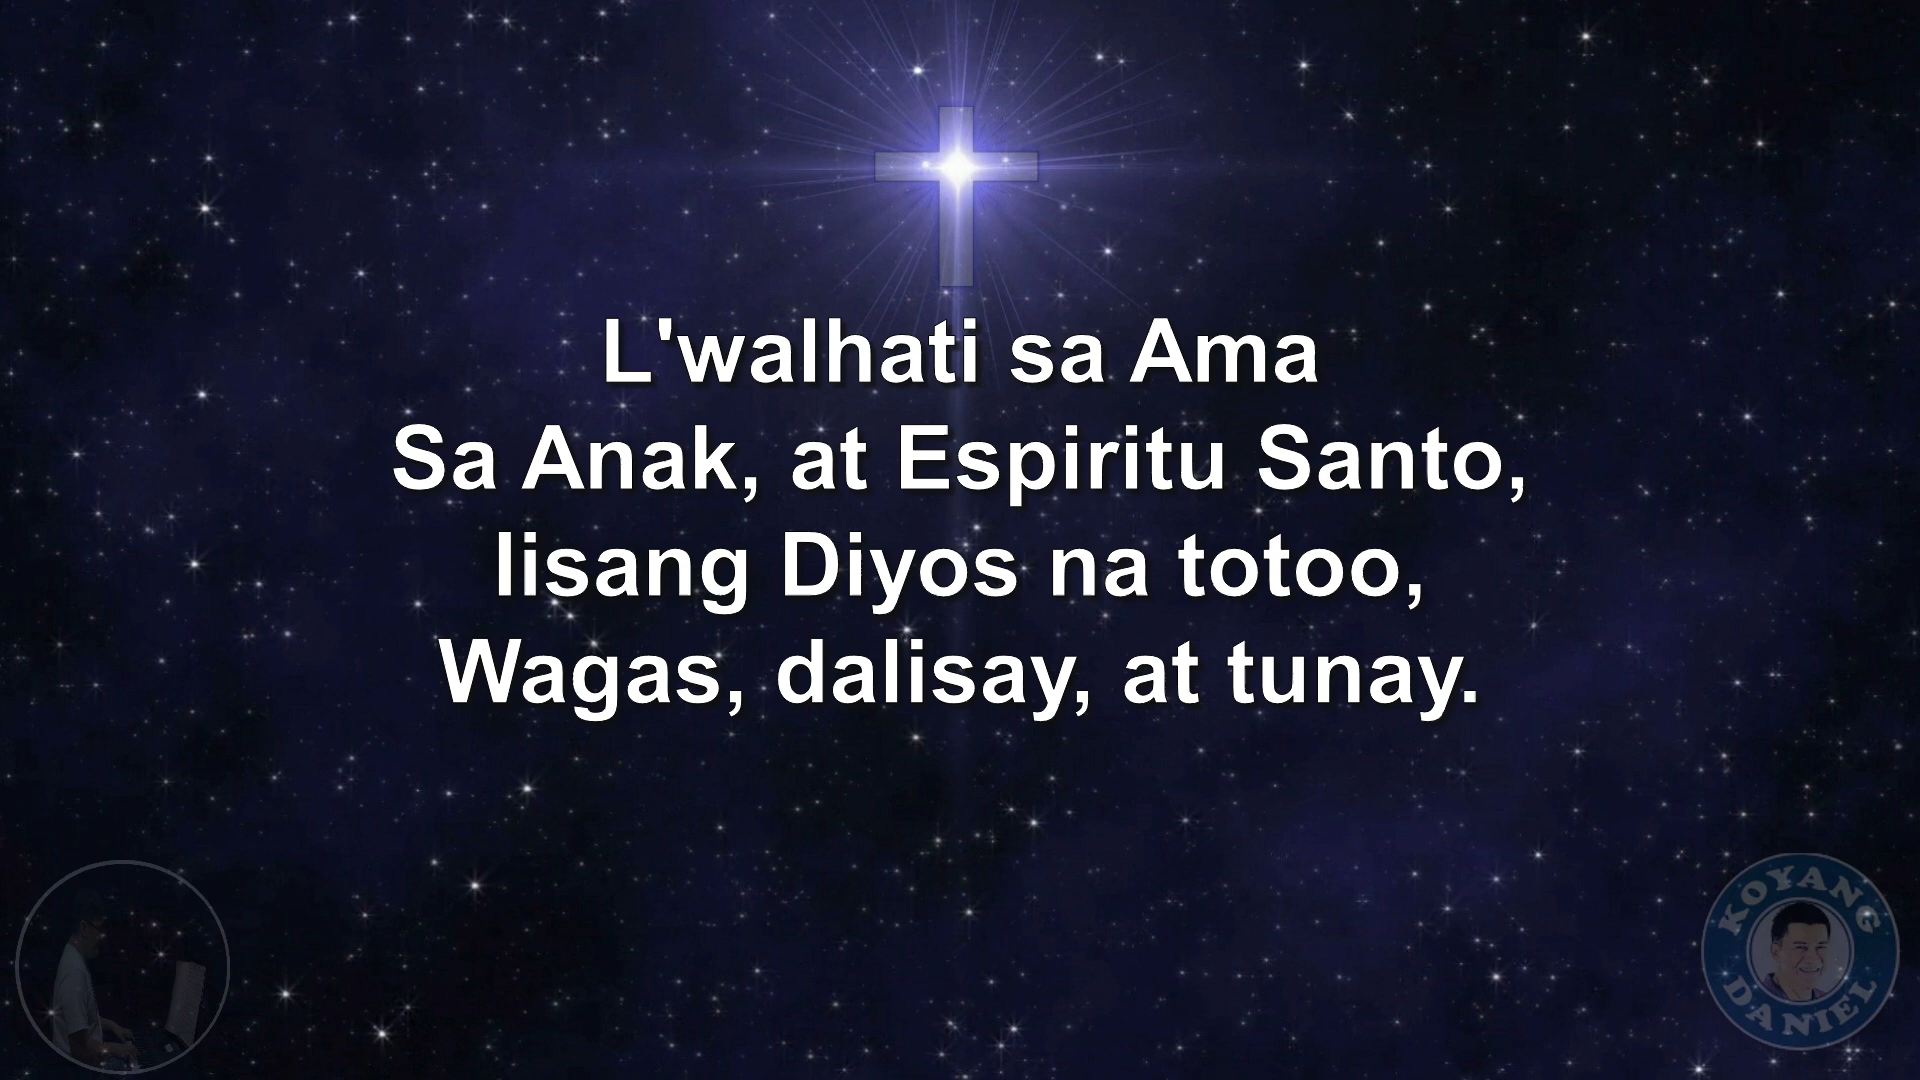 L'walhati sa Ama
Sa Anak, at Espiritu Santo,
Iisang Diyos na totoo,
Wagas, dalisay, at tunay.
KOYANG
DANIEL